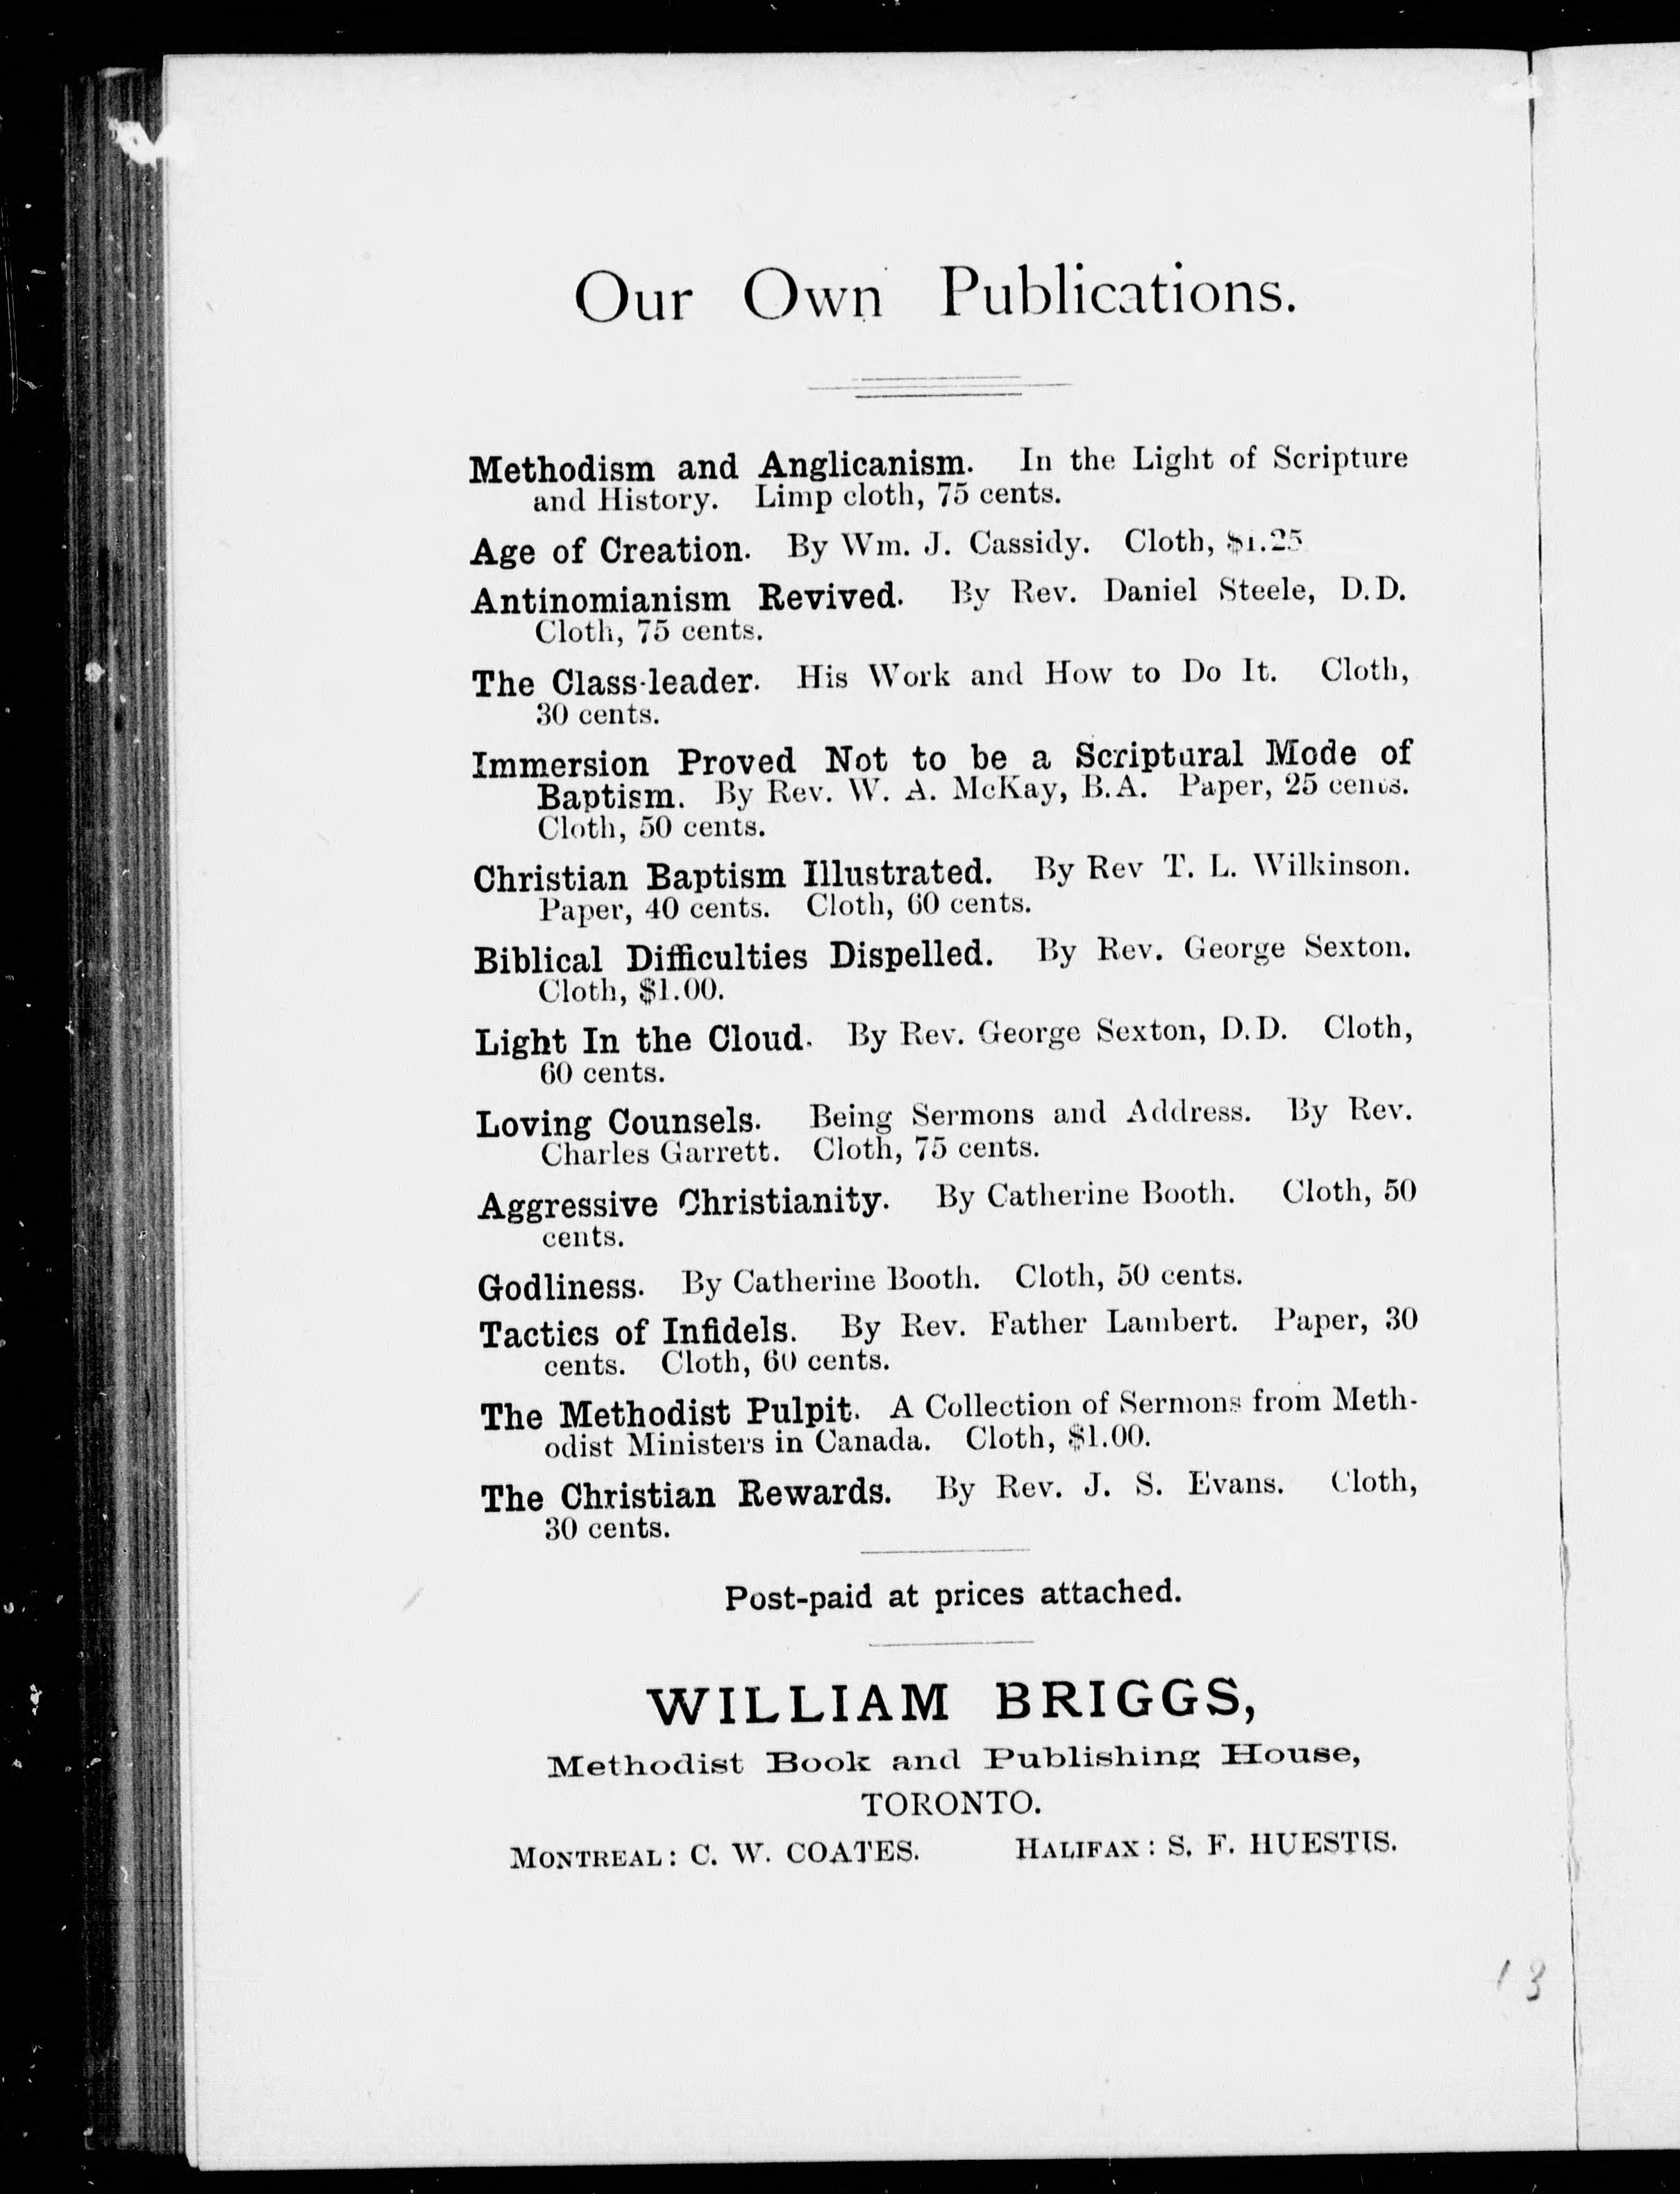 Our Own Publications.
Methodism and Anglicanism. In the Light of Scripture
and History. Limp cloth, 75 cents.
Age of Creation. By Wm. J. Cassidy. Cloth, $1.25
Antinomianism Revived. By Rev. Daniel Steele, D.D.
Cloth, 75 cents.
The Class-leader. His Work and How to Do It. Cloth,
30 cents.
Immersion Proved Not to be a Scriptural Mode of
Baptism. By Rev. W. A. McKay, B.A. Paper, 25 cents.
Cloth, 50 cents.
Christian Baptism Illustrated. By Rev T. L. Wilkinson.
Paper, 40 cents. Cloth, 60 cents.
Biblical Difficulties Dispelled. By Rev. George Sexton.
Cloth, $1.00.
Light In the Cloud. By Rev. George Sexton, D.D. Cloth,
60 cents.
Loving Counsels. Being Sermons and Address. By Rev.
Charles Garrett. Cloth, 75 cents.
Aggressive Christianity. By Catherine Booth. Cloth, 50
cents.
Godliness. By Catherine Booth. Cloth, 50 cents.
Tactics of Infidels. By Rev. Father Lambert. Paper, 30
cents. Cloth, 60 cents.
The Methodist Pulpit. A Collection of Sermons from Meth-
odist Ministers in Canada. Cloth, $1.00.
The Christian Rewards. By Rev. J. S. Evans. Cloth,
30 cents.
Post-paid at prices attached.
WILLIAM BRIGGS,
Methodist Book and Publishing House,
TORONTO.
MONTREAL: C. W. COATES. HALIFAX: S. F. HUESTIS.
13